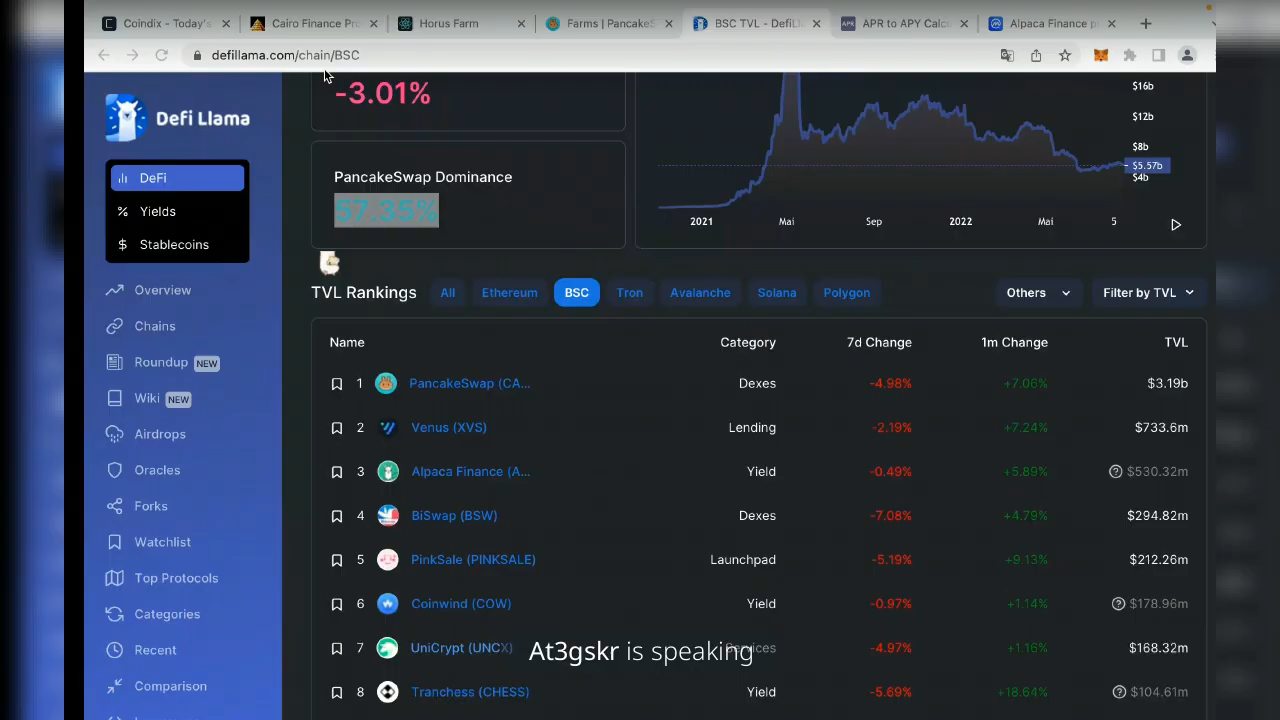 Coindix - Today's
Cairo Finance Pro
Horus Farm
Farms | PancakeS
BSC TVL - DefiLl
APR to APY Calc
Alpaca Finance p
defillama.com/chain/BSC
Defi Llama
DeFi
Yields
Stablecoins
Overview
Chains
Roundup NEW
Wiki NEW
Airdrops
Oracles
Forks
Watchlist
Top Protocols
Categories
Recent
Comparison
-3.01%
PancakeSwap Dominance
57.35%
$16b
$12b
$8b
$5.57b
$4b
2021 Mai Sep 2022 Mai 5
TVL Rankings All Ethereum BSC Tron Avalanche Solana Polygon Others Filter by TVL
Name Category 7d Change 1m Change TVL
1 PancakeSwap (CA... Dexes -4.98% +7.06% $3.19b
2 Venus (XVS) Lending -2.19% +7.24% $733.6m
3 Alpaca Finance (A... Yield -0.49% +5.89% $530.32m
4 BiSwap (BSW) Dexes -7.08% +4.79% $294.82m
5 PinkSale (PINKSALE) Launchpad -5.19% +9.13% $212.26m
6 Coinwind (COW) Yield -0.97% +1.14% $178.96m
7 UniCrypt (UNCX) Services -4.97% +1.16% $168.32m
At3gskr is speaking
8 Tranchess (CHESS) Yield -5.69% +18.64% $104.61m